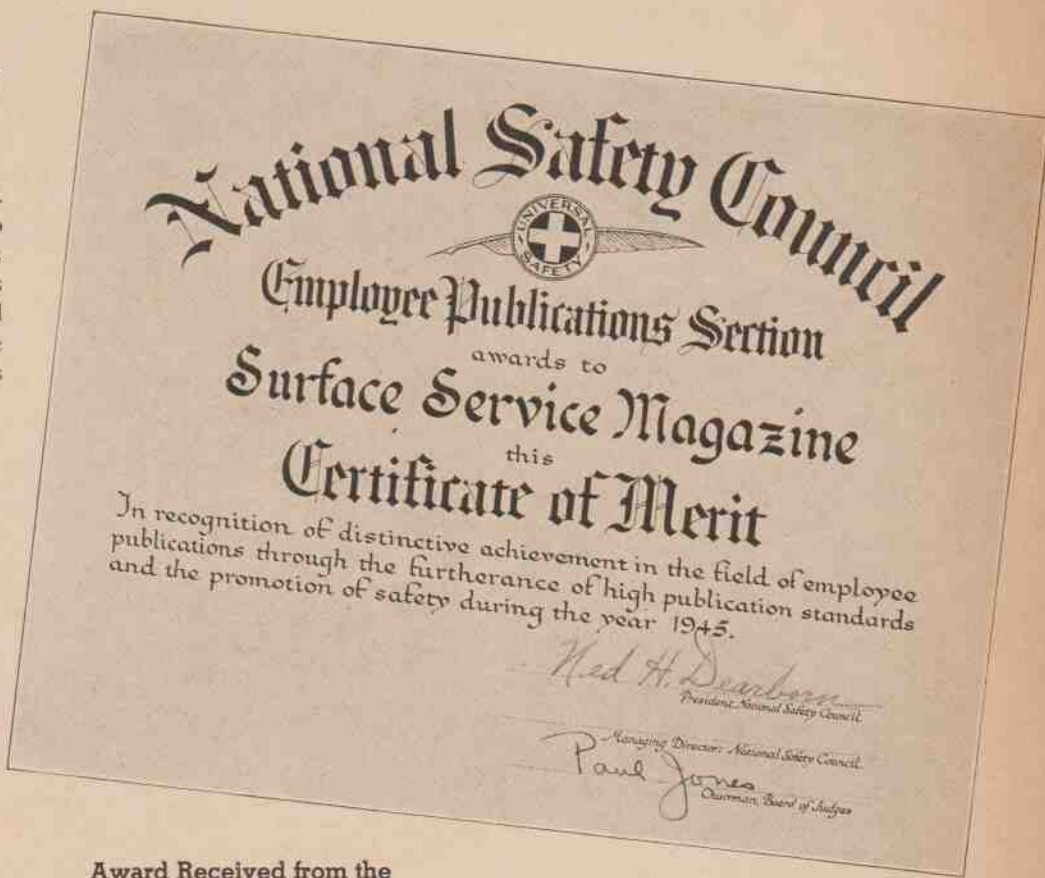 National Safety Council
UNIVERSAL SAFETY
Employee Publications Section
awards to
Surface Service Magazine
this
Certificate of Merit
In recognition of distinctive achievement in the field of employee
publications through the furtherance of high publication standards
and the promotion of safety during the year 1945.
Ned H. Dearborn
President, National Safety Council
Managing Director, National Safety Council
Paul Jones
Chairman, Board of Judges
Award Received from the